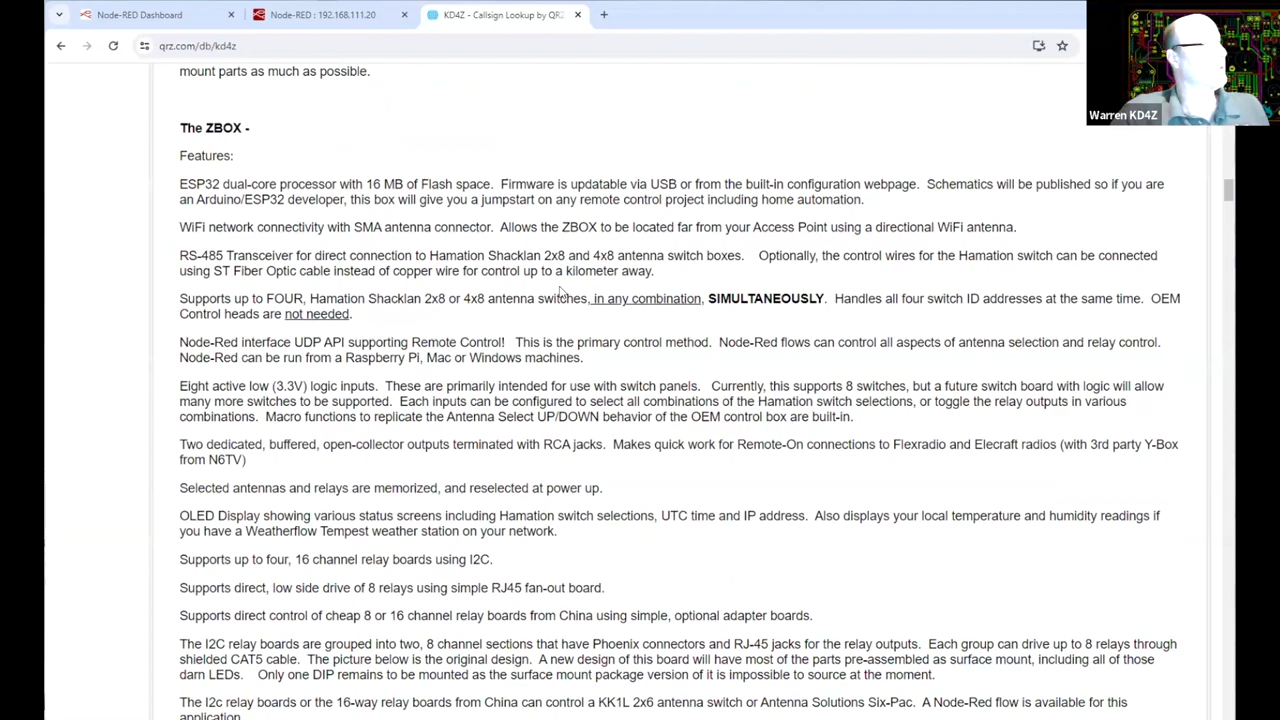 Node-RED Dashboard
Node-RED : 192.168.111.20
KD4Z - Callsign Lookup by QRZ
qrz.com/db/kd4z
Warren KD4Z
mount parts as much as possible.
The ZBOX -
Features:
ESP32 dual-core processor with 16 MB of Flash space.  Firmware is updatable via USB or from the built-in configuration webpage.  Schematics will be published so if you are
an Arduino/ESP32 developer, this box will give you a jumpstart on any remote control project including home automation.
WiFi network connectivity with SMA antenna connector.  Allows the ZBOX to be located far from your Access Point using a directional WiFi antenna.
RS-485 Transceiver for direct connection to Hamation Shacklan 2x8 and 4x8 antenna switch boxes.    Optionally, the control wires for the Hamation switch can be connected
using ST Fiber Optic cable instead of copper wire for control up to a kilometer away.
Supports up to FOUR, Hamation Shacklan 2x8 or 4x8 antenna switches, in any combination, SIMULTANEOUSLY.  Handles all four switch ID addresses at the same time.  OEM
Control heads are not needed.
Node-Red interface UDP API supporting Remote Control!   This is the primary control method.  Node-Red flows can control all aspects of antenna selection and relay control.
Node-Red can be run from a Raspberry Pi, Mac or Windows machines.
Eight active low (3.3V) logic inputs.  These are primarily intended for use with switch panels.   Currently, this supports 8 switches, but a future switch board with logic will allow
many more switches to be supported.  Each inputs can be configured to select all combinations of the Hamation switch selections, or toggle the relay outputs in various
combinations.  Macro functions to replicate the Antenna Select UP/DOWN behavior of the OEM control box are built-in.
Two dedicated, buffered, open-collector outputs terminated with RCA jacks.  Makes quick work for Remote-On connections to Flexradio and Elecraft radios (with 3rd party Y-Box
from N6TV)
Selected antennas and relays are memorized, and reselected at power up.
OLED Display showing various status screens including Hamation switch selections, UTC time and IP address.  Also displays your local temperature and humidity readings if
you have a Weatherflow Tempest weather station on your network.
Supports up to four, 16 channel relay boards using I2C.
Supports direct, low side drive of 8 relays using simple RJ45 fan-out board.
Supports direct control of cheap 8 or 16 channel relay boards from China using simple, optional adapter boards.
The I2C relay boards are grouped into two, 8 channel sections that have Phoenix connectors and RJ-45 jacks for the relay outputs.  Each group can drive up to 8 relays through
shielded CAT5 cable.  The picture below is the original design.  A new design of this board will have most of the parts pre-assembled as surface mount, including all of those
darn LEDs.    Only one DIP remains to be mounted as the surface mount package version of it is impossible to source at the moment.
The I2c relay boards or the 16-way relay boards from China can control a KK1L 2x6 antenna switch or Antenna Solutions Six-Pac.  A Node-Red flow is available for this
application.